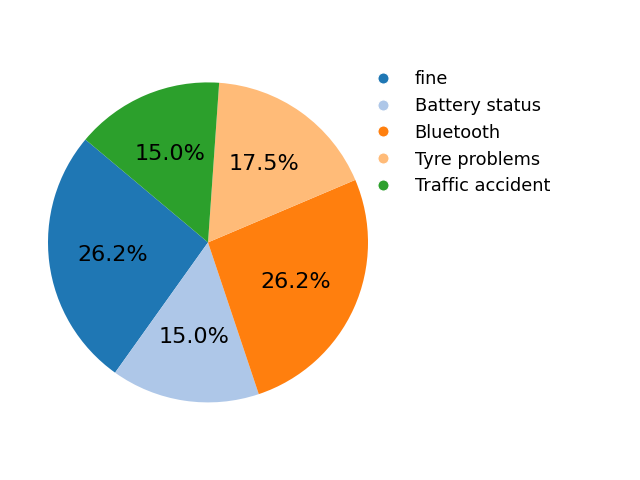 fine
Battery status
Bluetooth
Tyre problems
Traffic accident
15.0%
17.5%
26.2%
26.2%
15.0%